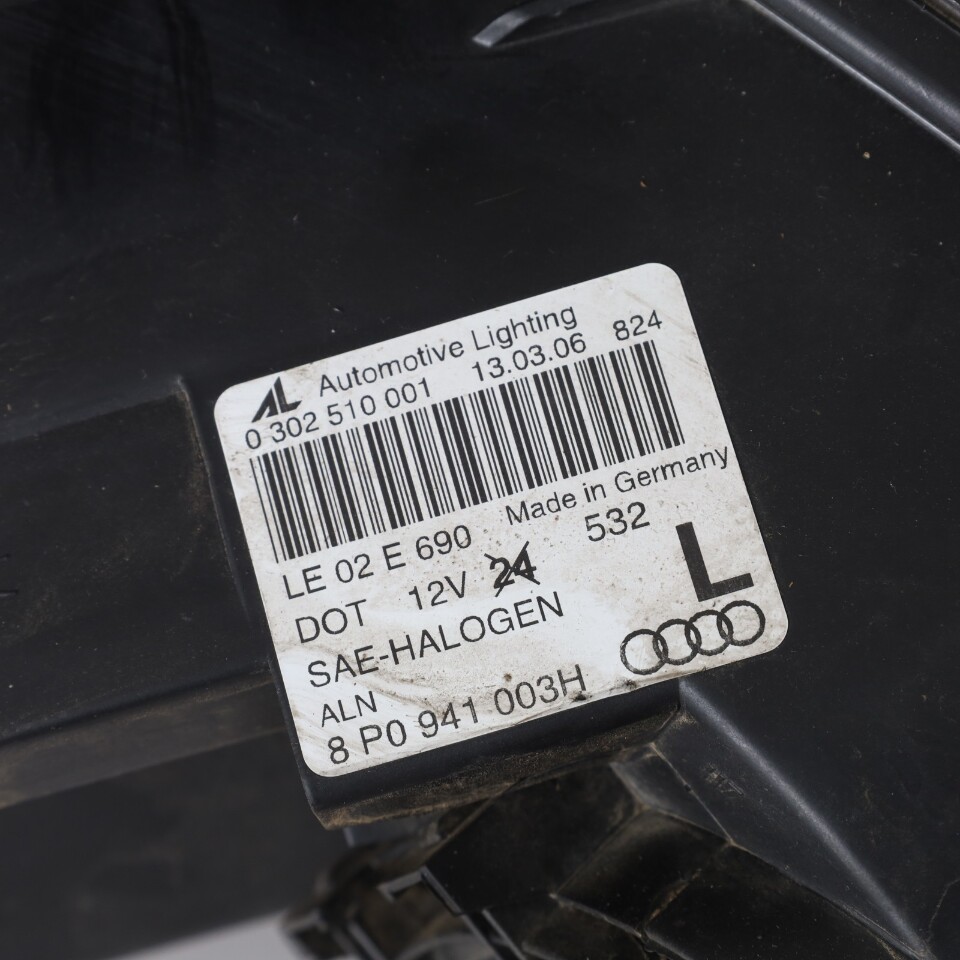 AL Automotive Lighting
0 302 510 001 13.03.06 824
Made in Germany
LE 02 E 690 532
DOT 12V 24
L
SAE-HALOGEN
ALN
8 P0 941 003H